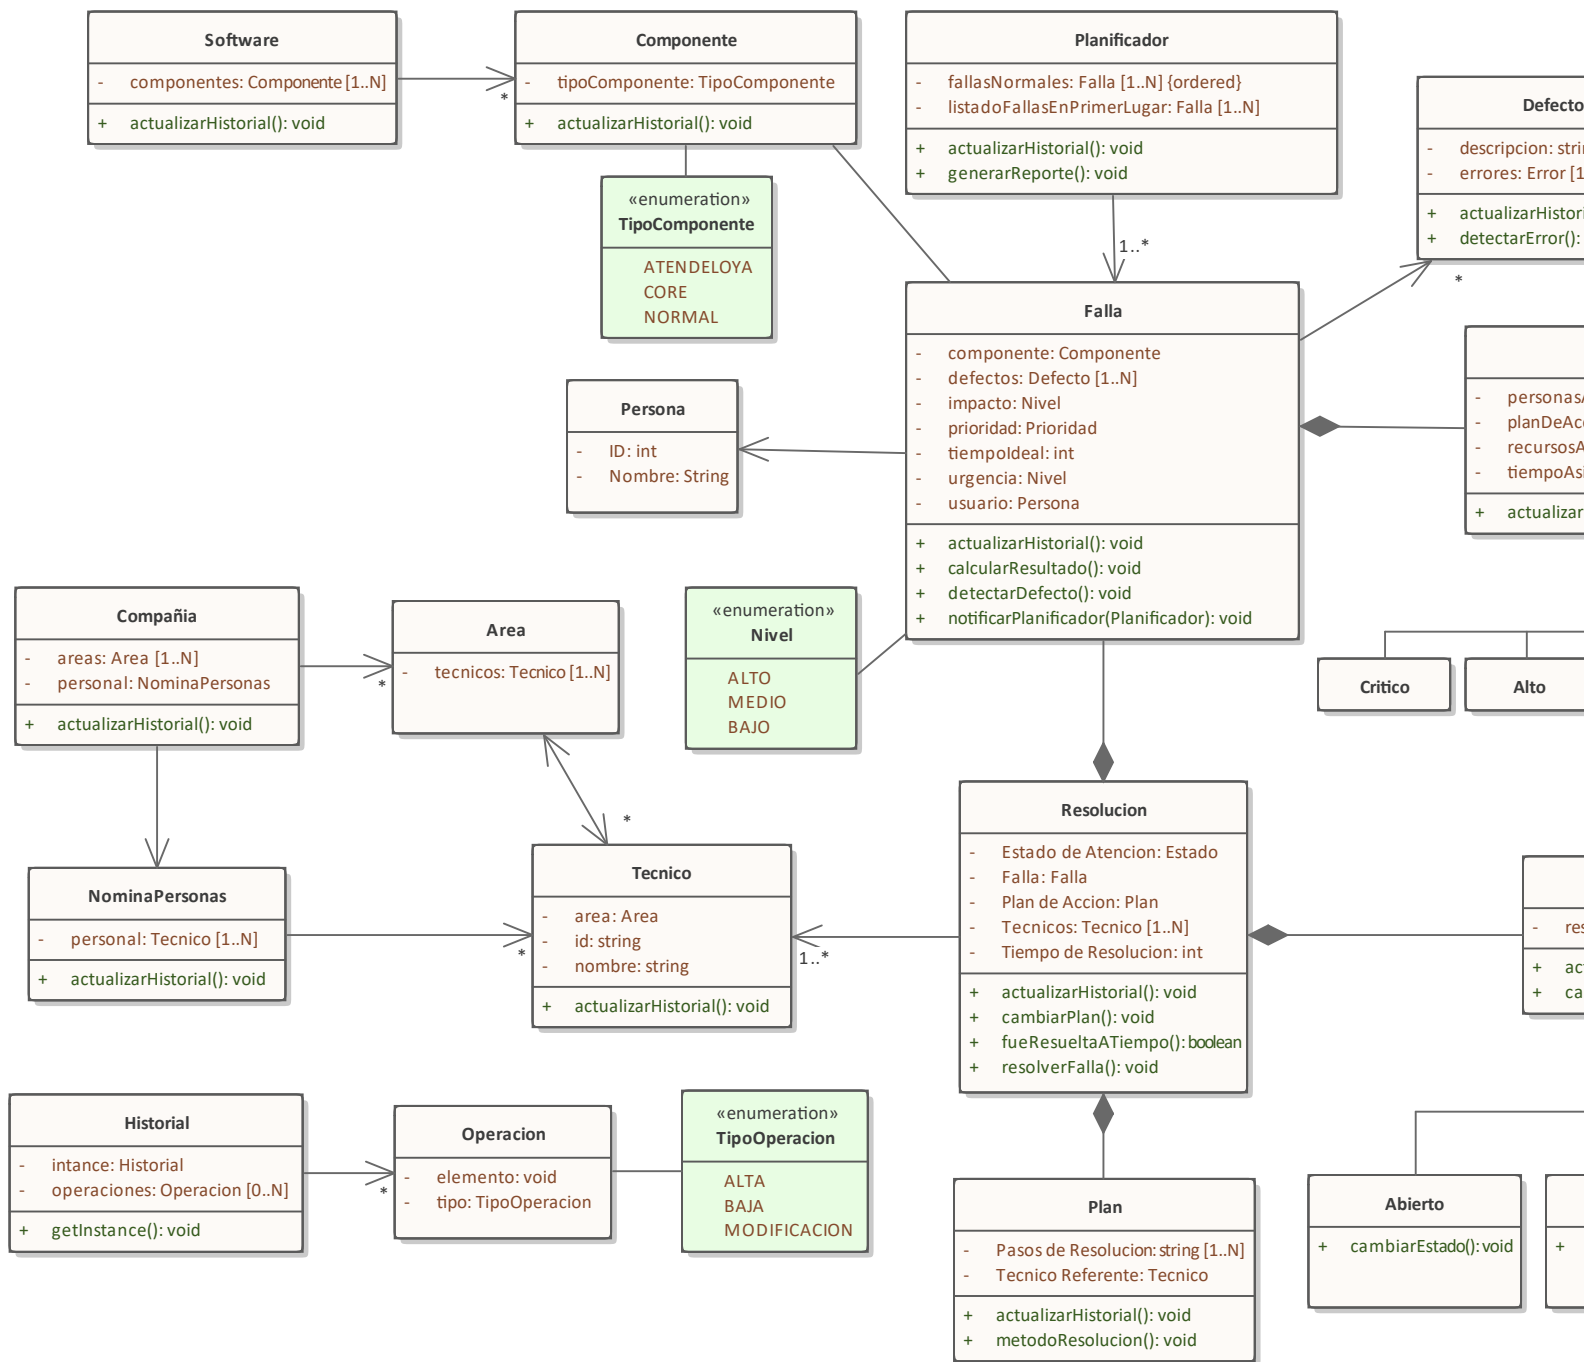 Software
- componentes: Componente [1..N]
+ actualizarHistorial(): void
*
Componente
- tipoComponente: TipoComponente
+ actualizarHistorial(): void
«enumeration»
TipoComponente
ATENDELOYA
CORE
NORMAL
Planificador
- fallasNormales: Falla [1..N] {ordered}
- listadoFallasEnPrimerLugar: Falla [1..N]
+ actualizarHistorial(): void
+ generarReporte(): void
1..*
Defecto
- descripcion:
- errores: Error
+
+ detectarError():
*
Falla
- componente: Componente
- defectos: Defecto [1..N]
- impacto: Nivel
- prioridad: Prioridad
- tiempoIdeal: int
- urgencia: Nivel
- usuario: Persona
+ actualizarHistorial(): void
+ calcularResultado(): void
+ detectarDefecto(): void
+ notificarPlanificador(Planificador): void
-
-
-
-
+ actualizar
Persona
- ID: int
- Nombre: String
Compañia
- areas: Area [1..N]
- personal: NominaPersonas
+ actualizarHistorial(): void
*
Area
- tecnicos: Tecnico [1..N]
«enumeration»
Nivel
ALTO
MEDIO
BAJO
Critico
Alto
*
NominaPersonas
- personal: Tecnico [1..N]
+ actualizarHistorial(): void
*
Tecnico
- area: Area
- id: string
- nombre: string
+ actualizarHistorial(): void
1..*
Resolucion
- Estado de Atencion: Estado
- Falla: Falla
- Plan de Accion: Plan
- Tecnicos: Tecnico [1..N]
- Tiempo de Resolucion: int
+ actualizarHistorial(): void
+ cambiarPlan(): void
+ fueResueltaATiempo(): boolean
+ resolverFalla(): void
-
+
+
Historial
- intance: Historial
- operaciones: Operacion [0..N]
+ getInstance(): void
*
Operacion
- elemento: void
- tipo: TipoOperacion
«enumeration»
TipoOperacion
ALTA
BAJA
MODIFICACION
Plan
- Pasos de Resolucion: string [1..N]
- Tecnico Referente: Tecnico
+ actualizarHistorial(): void
+ metodoResolucion(): void
Abierto
+ cambiarEstado(): void
+